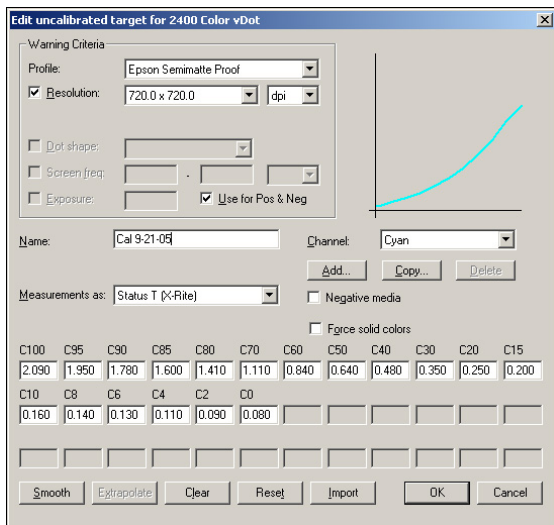 Edit uncalibrated target for 2400 Color vDot
Warning Criteria
Profile: Epson Semimatte Proof
Resolution: 720.0 x 720.0 dpi
Dot shape:
Screen freq: .
Exposure: Use for Pos & Neg
Name: Cal 9-21-05 Channel: Cyan
Add... Copy... Delete
Measurements as: Status T (X-Rite) Negative media
Force solid colors
C100 C95 C90 C85 C80 C70 C60 C50 C40 C30 C20 C15
2.090 1.950 1.780 1.600 1.410 1.110 0.840 0.640 0.480 0.350 0.250 0.200
C10 C8 C6 C4 C2 C0
0.160 0.140 0.130 0.110 0.090 0.080
Smooth Extrapolate Clear Reset Import OK Cancel